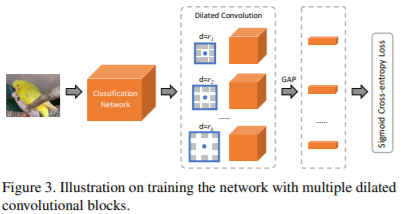 Dilated Convolution
d=r₁
Classification
Network
d=r₂
GAP
......
......
d=rₖ
Sigmoid Cross-entropy Loss
Figure 3. Illustration on training the network with multiple dilated
convolutional blocks.